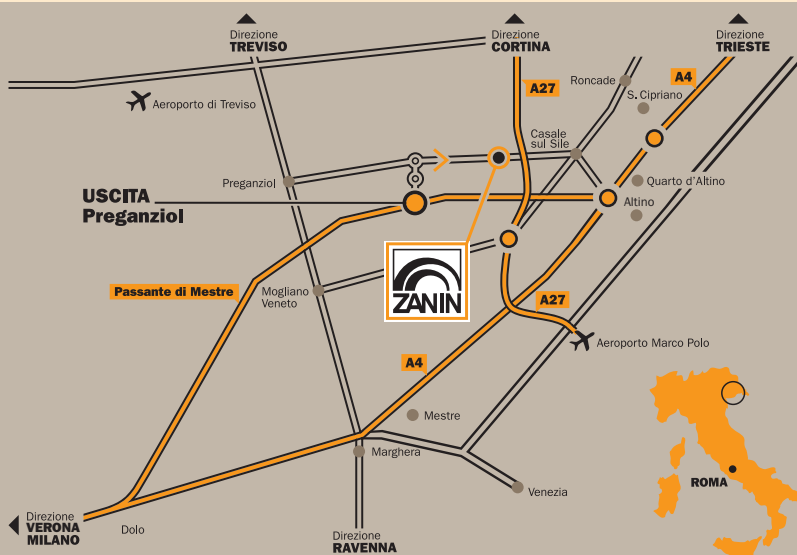 Direzione
TREVISO
Direzione
CORTINA
Direzione
TRIESTE
A27
A4
Roncade
S. Cipriano
Aeroporto di Treviso
Casale
sul Sile
Preganziol
Quarto d'Altino
USCITA
Preganziol
Altino
Passante di Mestre
Mogliano
Veneto
ZANIN
A27
Aeroporto Marco Polo
A4
Mestre
Marghera
Venezia
ROMA
Direzione
VERONA
MILANO
Dolo
Direzione
RAVENNA